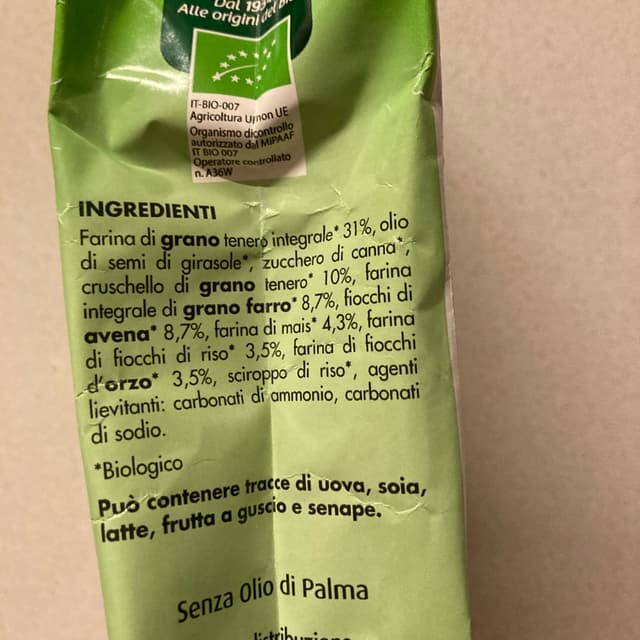 Dal 19
Alle origini del bi
IT-BIO-007
Agricoltura U/non UE
Organismo di controllo
autorizzato dal MiPAAF
IT BIO 007
Operatore controllato
n. A36W
INGREDIENTI
Farina di grano tenero integrale* 31%, olio
di semi di girasole*, zucchero di canna*,
cruschello di grano tenero* 10%, farina
integrale di grano farro* 8,7%, fiocchi di
avena* 8,7%, farina di mais* 4,3%, farina
di fiocchi di riso* 3,5%, farina di fiocchi
d'orzo* 3,5%, sciroppo di riso*, agenti
lievitanti: carbonati di ammonio, carbonati
di sodio.
*Biologico
Può contenere tracce di uova, soia,
latte, frutta a guscio e senape.
Senza Olio di Palma
distribuzione